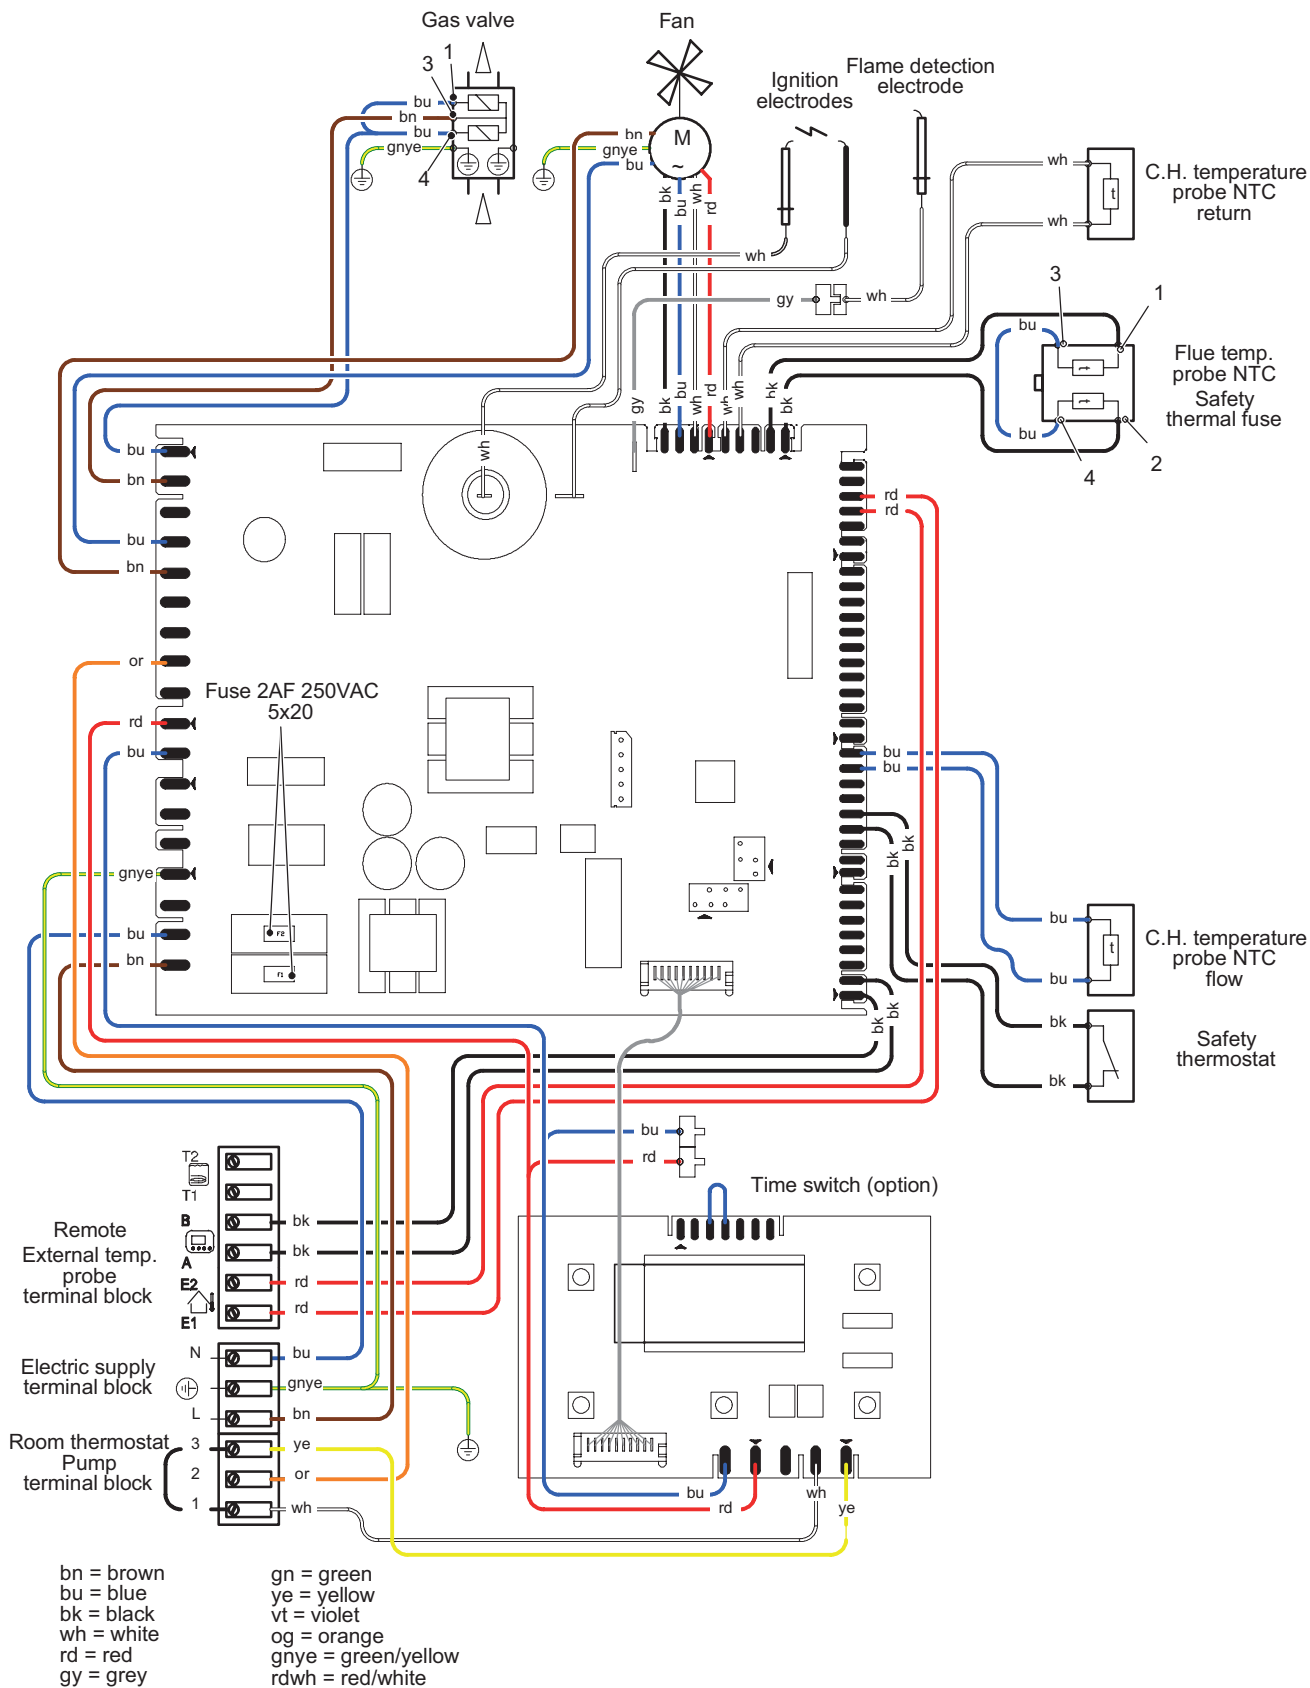 Gas valve
Fan
1
3
4
bu
bn
bu
gnye
bn
gnye
bu
M
~
Ignition
electrodes
Flame detection
electrode
bk
bu
wh
rd
wh
gy
wh
wh
wh
t
C.H. temperature
probe NTC
return
3
1
bu
bu
4
2
Flue temp.
probe NTC
Safety
thermal fuse
gy
bk
bu
wh
rd
wh
wh
bk
bk
wh
bu
bn
bu
bn
or
rd
bu
gnye
bu
bn
Fuse 2AF 250VAC
5x20
F2
F1
rd
rd
bu
bu
bk
bk
bk
bk
bu
bu
t
C.H. temperature
probe NTC
flow
bk
bk
Safety
thermostat
bu
rd
Time switch (option)
T2
T1
B
A
E2
E1
bk
bk
rd
rd
Remote
External temp.
probe
terminal block
N
L
bu
gnye
bn
Electric supply
terminal block
3
2
1
ye
or
wh
Room thermostat
Pump
terminal block
bu
rd
wh
ye
bn = brown
bu = blue
bk = black
wh = white
rd = red
gy = grey
gn = green
ye = yellow
vt = violet
og = orange
gnye = green/yellow
rdwh = red/white